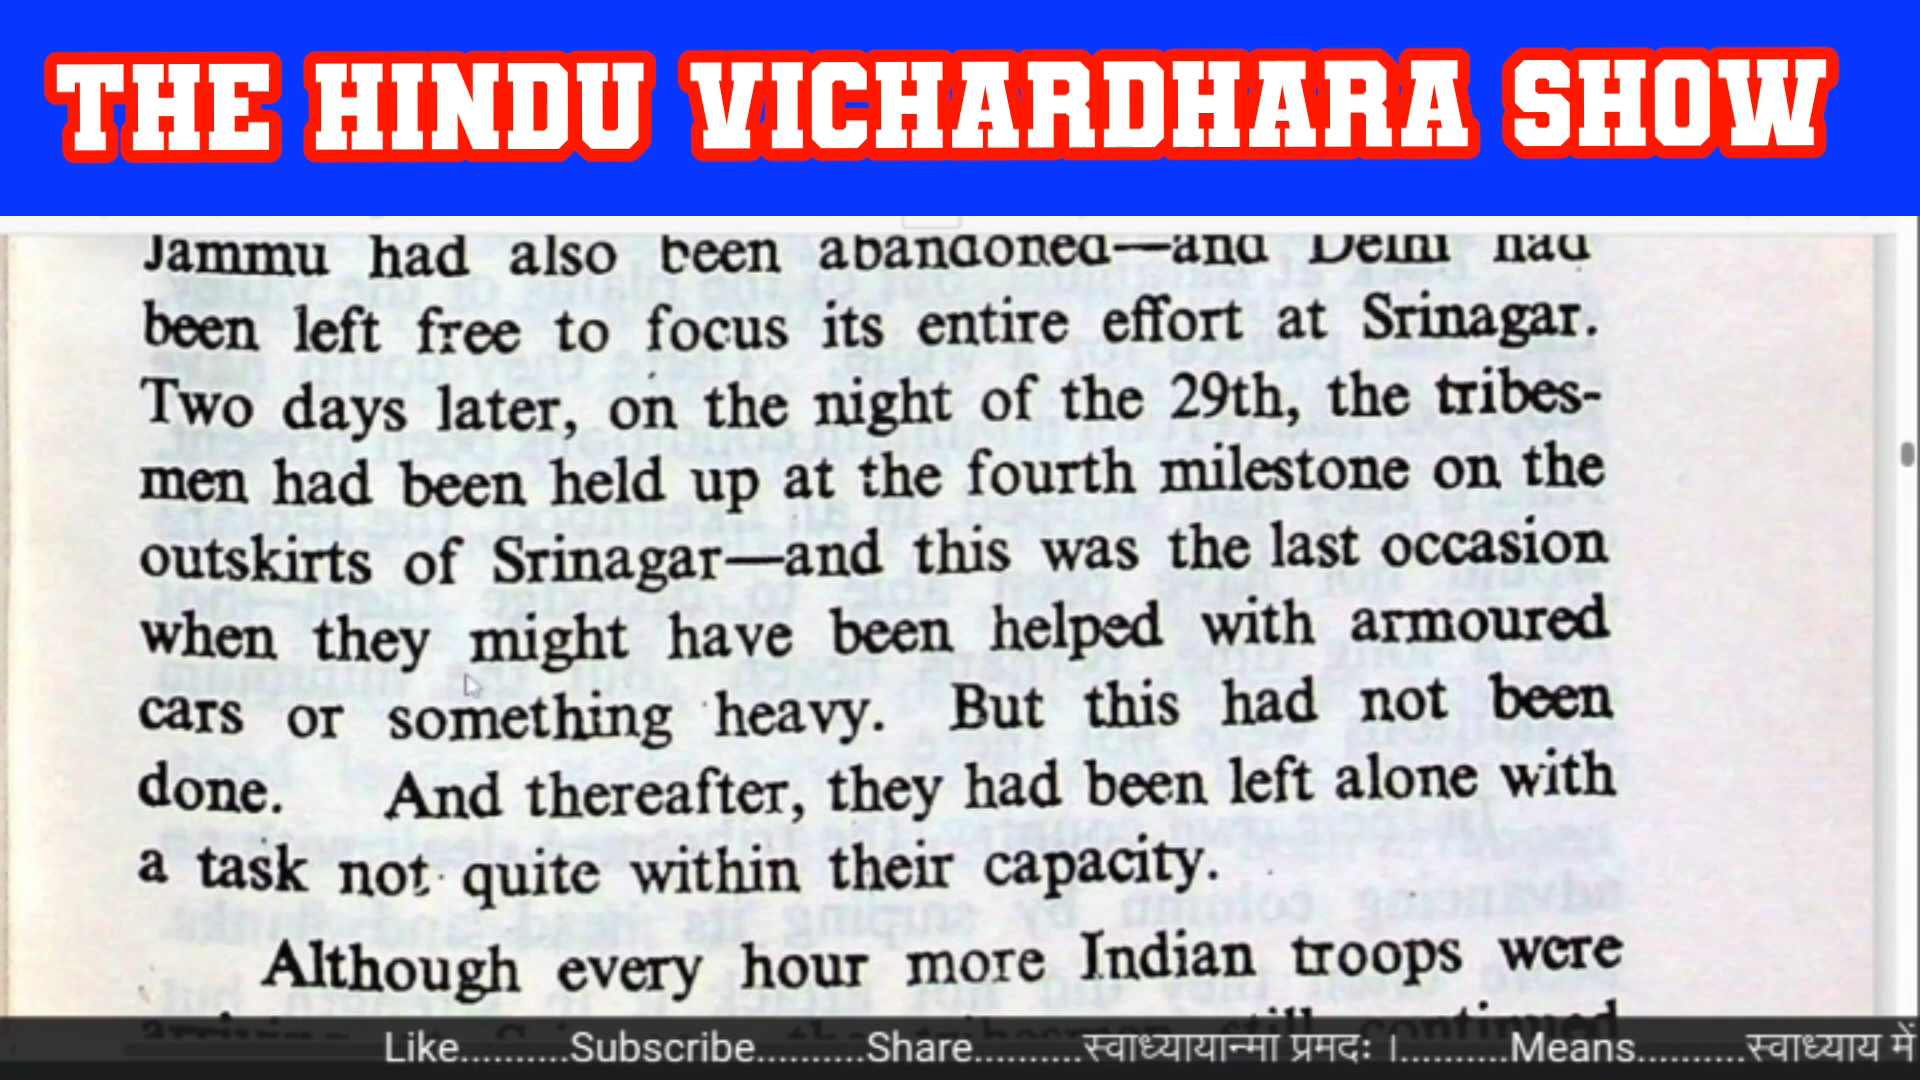 THE HINDU VICHARDHARA SHOW
Jammu had also been abandoned—and Delhi had
been left free to focus its entire effort at Srinagar.
Two days later, on the night of the 29th, the tribes-
men had been held up at the fourth milestone on the
outskirts of Srinagar—and this was the last occasion
when they might have been helped with armoured
cars or something heavy. But this had not been
done. And thereafter, they had been left alone with
a task not quite within their capacity.
Although every hour more Indian troops were
still continued
Like..........Subscribe..........Share..........स्वाध्यायान्मा प्रमदः ।..........Means..........स्वाध्याय में